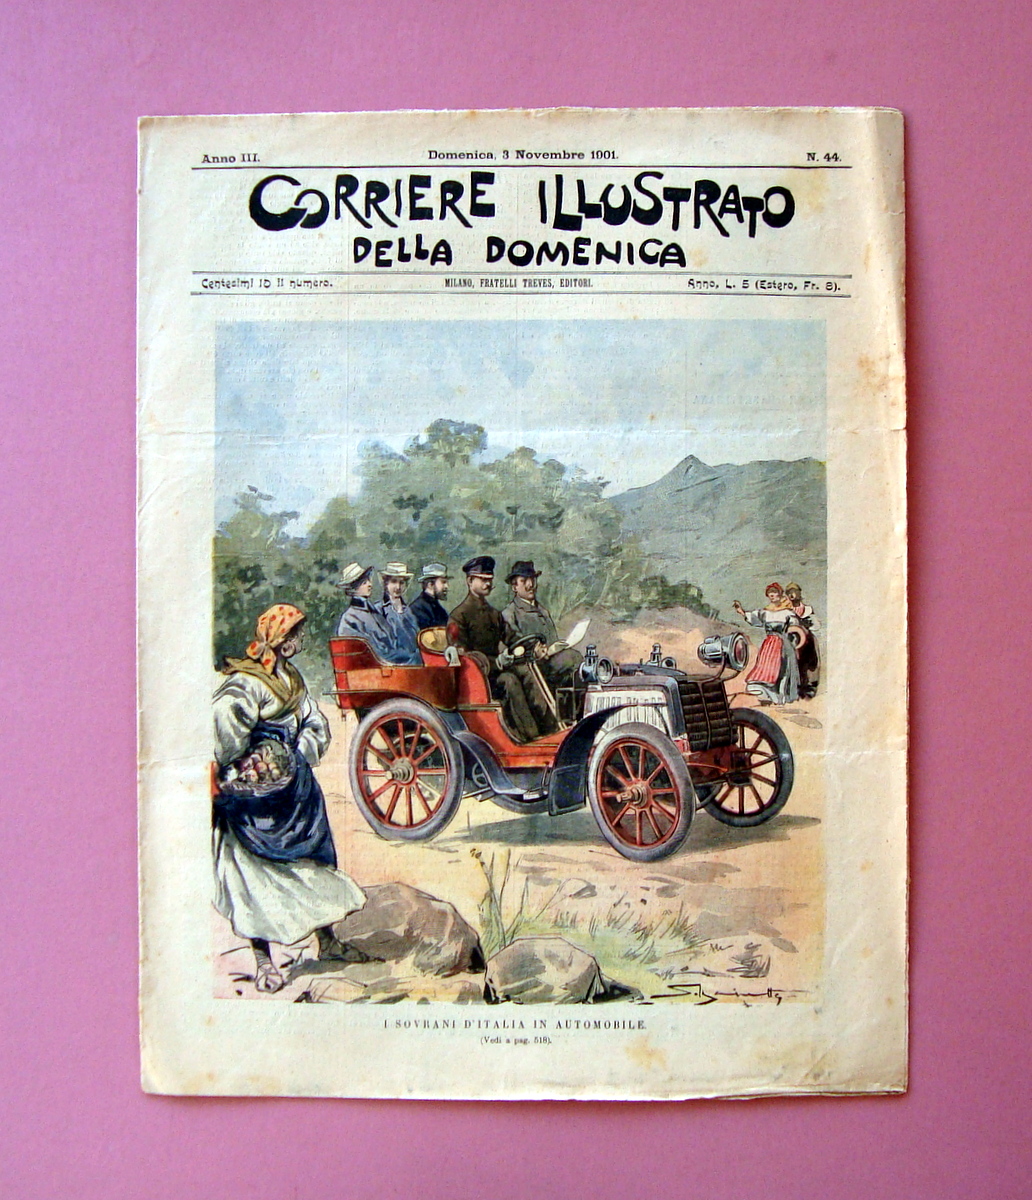 Anno III. Domenica, 3 Novembre 1901. N. 44.
CORRIERE ILLUSTRATO
DELLA DOMENICA
Centesimi 10 il numero. MILANO, FRATELLI TREVES, EDITORI. Anno, L. 5 (Estero, Fr. 8).
I SOVRANI D'ITALIA IN AUTOMOBILE.
(Vedi a pag. 518).